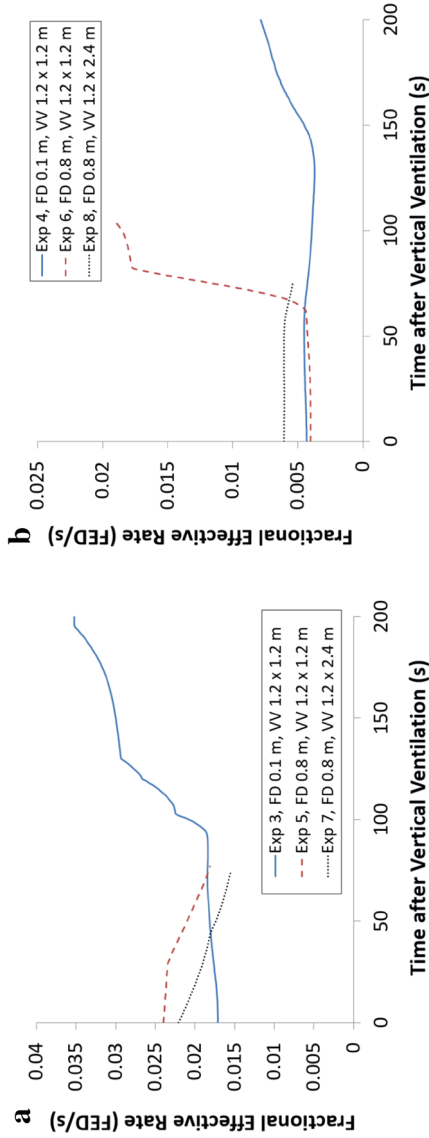 a
Fractional Effective Rate (FED/s)
0.04
0.035
0.03
0.025
0.02
0.015
0.01
0.005
0
0
50
100
150
200
Time after Vertical Ventilation (s)
Exp 3, FD 0.1 m, VV 1.2 x 1.2 m
Exp 5, FD 0.8 m, VV 1.2 x 1.2 m
Exp 7, FD 0.8 m, VV 1.2 x 2.4 m
b
Fractional Effective Rate (FED/s)
0.025
0.02
0.015
0.01
0.005
0
0
50
100
150
200
Time after Vertical Ventilation (s)
Exp 4, FD 0.1 m, VV 1.2 x 1.2 m
Exp 6, FD 0.8 m, VV 1.2 x 1.2 m
Exp 8, FD 0.8 m, VV 1.2 x 2.4 m